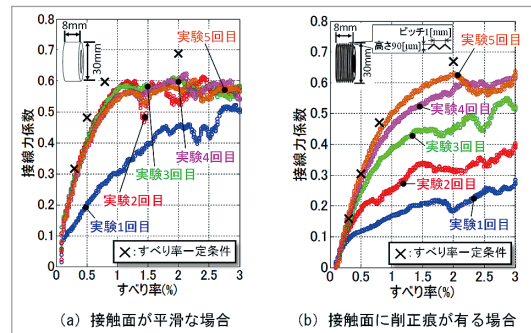 8mm
30mm
実験5回目
実験4回目
実験3回目
実験2回目
実験1回目
接線力係数
0.8
0.7
0.6
0.5
0.4
0.3
0.2
0.1
0
0 0.5 1 1.5 2 2.5 3
×:すべり率一定条件
すべり率(%)
(a) 接触面が平滑な場合
8mm
ピッチ1[mm]
高さ90[μm]
30mm
実験5回目
実験4回目
実験3回目
実験2回目
実験1回目
接線力係数
0.8
0.7
0.6
0.5
0.4
0.3
0.2
0.1
0
0 0.5 1 1.5 2 2.5 3
×:すべり率一定条件
すべり率(%)
(b) 接触面に削正痕が有る場合